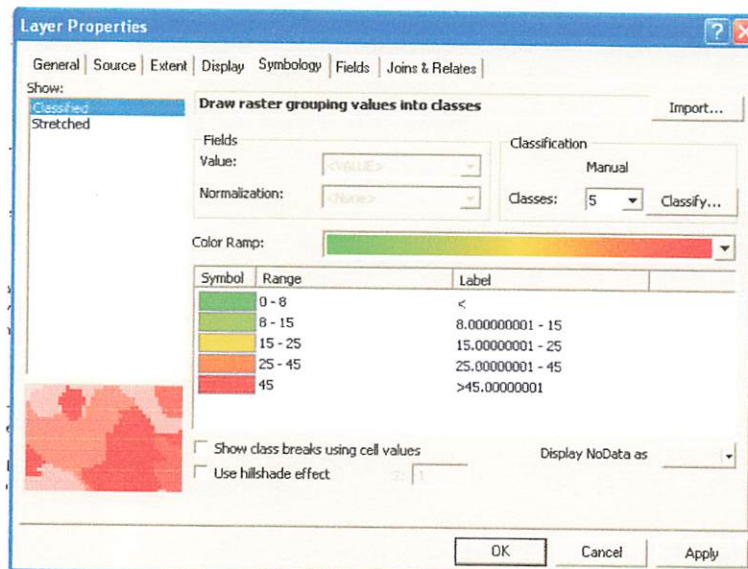 Layer Properties
General Source Extent Display Symbology Fields Joins & Relates
Show:
Classified
Stretched
Draw raster grouping values into classes
Import...
Fields
Value:
<VALUE>
Normalization:
<None>
Classification
Manual
Classes:
5
Classify...
Color Ramp:
Symbol Range Label
0 - 8 <
8 - 15 8.000000001 - 15
15 - 25 15.00000001 - 25
25 - 45 25.00000001 - 45
45 >45.00000001
Show class breaks using cell values
Display NoData as
Use hillshade effect
Z: 1
OK Cancel Apply